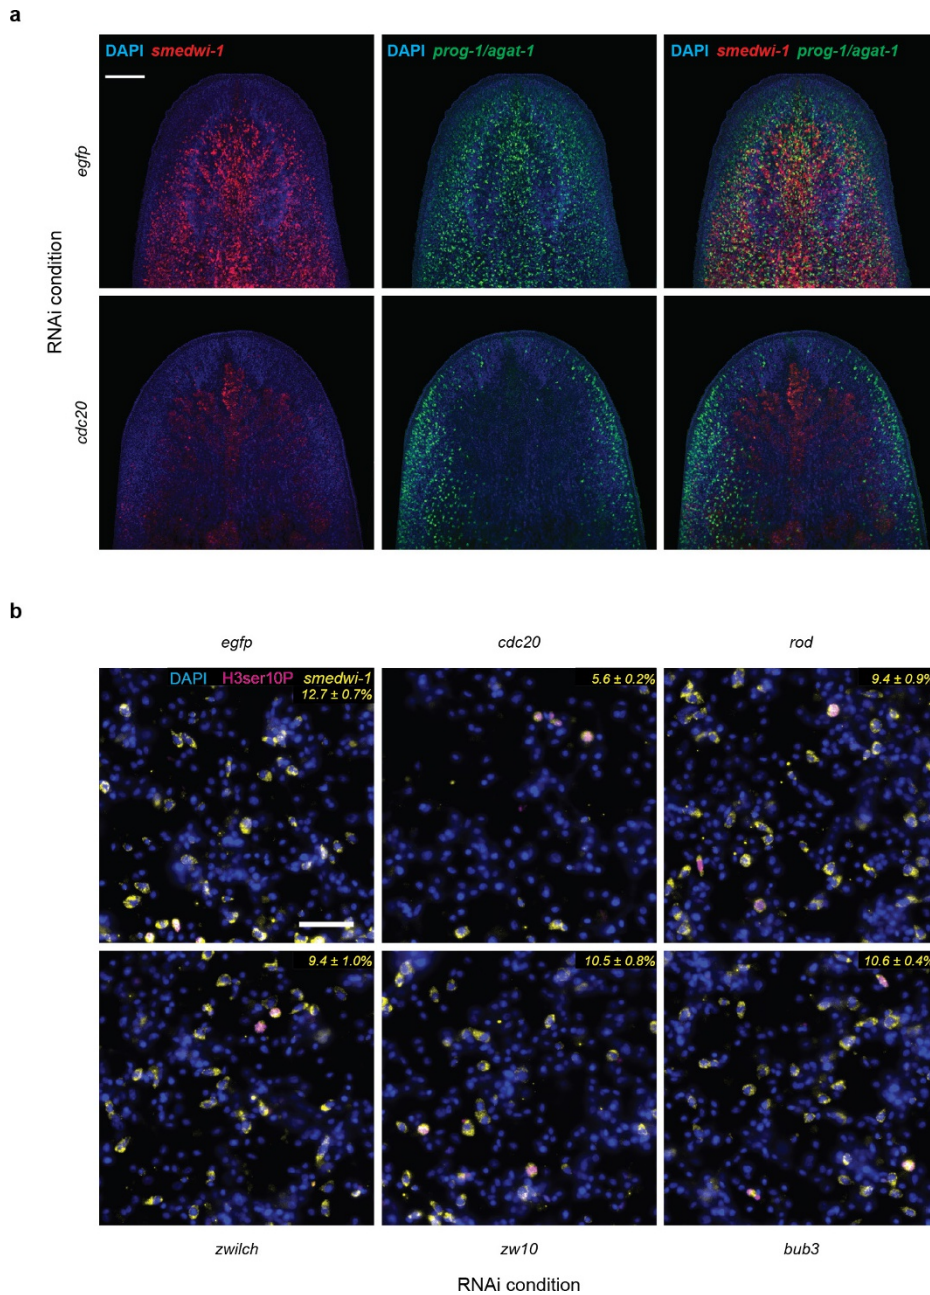 a
DAPI smedwi-1
DAPI prog-1/agat-1
DAPI smedwi-1 prog-1/agat-1
egfp
cdc20
RNAi condition
b
egfp
cdc20
rod
DAPI H3ser10P smedwi-1
12.7 ± 0.7%
5.6 ± 0.2%
9.4 ± 0.9%
9.4 ± 1.0%
10.5 ± 0.8%
10.6 ± 0.4%
zwilch
zw10
bub3
RNAi condition